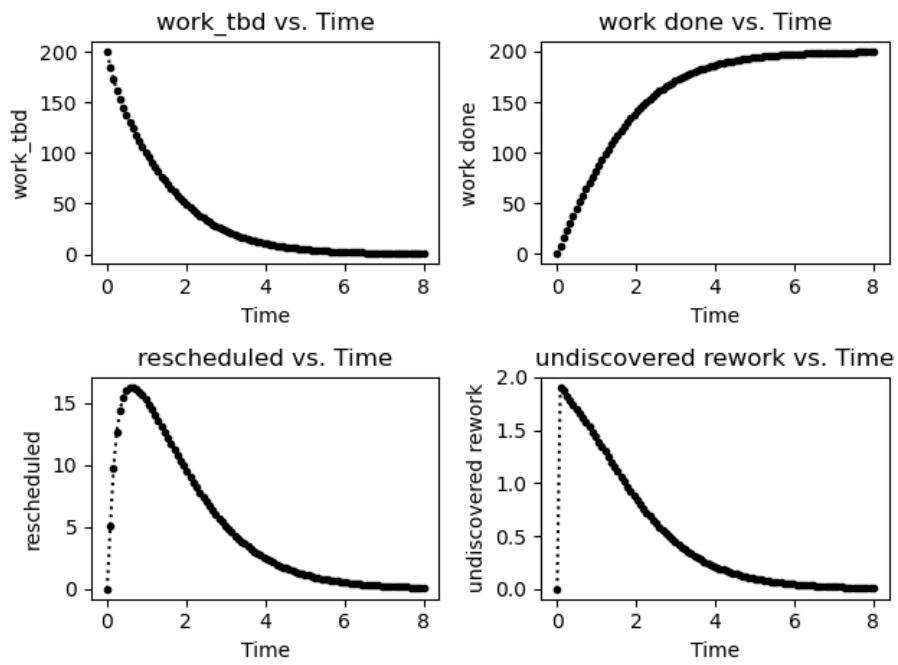 work_tbd vs. Time
200
150
100
50
0
work_tbd
0 2 4 6 8
Time
work done vs. Time
200
150
100
50
0
work done
0 2 4 6 8
Time
rescheduled vs. Time
15
10
5
0
rescheduled
0 2 4 6 8
Time
undiscovered rework vs. Time
2.0
1.5
1.0
0.5
0.0
undiscovered rework
0 2 4 6 8
Time